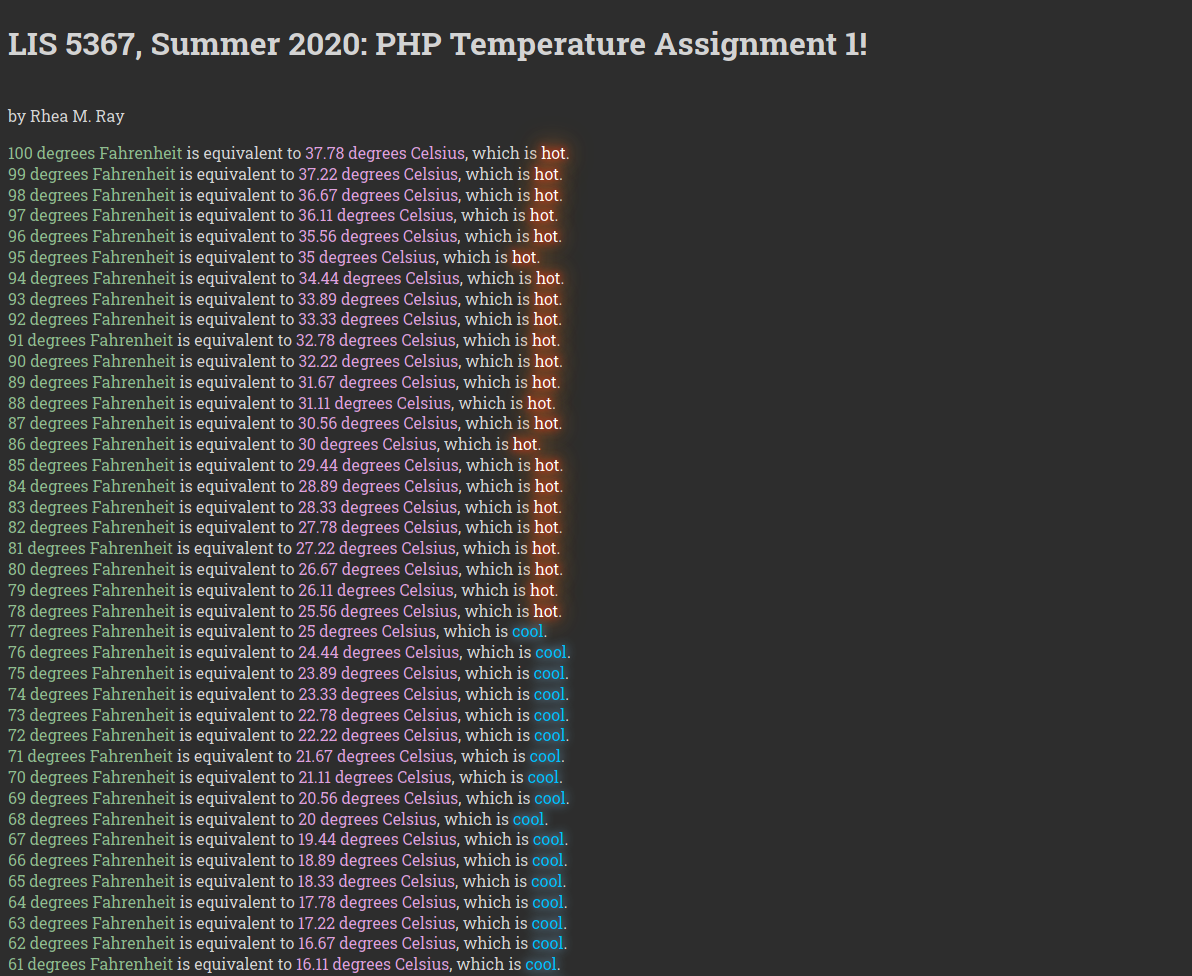 LIS 5367, Summer 2020: PHP Temperature Assignment 1!
by Rhea M. Ray
100 degrees Fahrenheit is equivalent to 37.78 degrees Celsius, which is hot.
99 degrees Fahrenheit is equivalent to 37.22 degrees Celsius, which is hot.
98 degrees Fahrenheit is equivalent to 36.67 degrees Celsius, which is hot.
97 degrees Fahrenheit is equivalent to 36.11 degrees Celsius, which is hot.
96 degrees Fahrenheit is equivalent to 35.56 degrees Celsius, which is hot.
95 degrees Fahrenheit is equivalent to 35 degrees Celsius, which is hot.
94 degrees Fahrenheit is equivalent to 34.44 degrees Celsius, which is hot.
93 degrees Fahrenheit is equivalent to 33.89 degrees Celsius, which is hot.
92 degrees Fahrenheit is equivalent to 33.33 degrees Celsius, which is hot.
91 degrees Fahrenheit is equivalent to 32.78 degrees Celsius, which is hot.
90 degrees Fahrenheit is equivalent to 32.22 degrees Celsius, which is hot.
89 degrees Fahrenheit is equivalent to 31.67 degrees Celsius, which is hot.
88 degrees Fahrenheit is equivalent to 31.11 degrees Celsius, which is hot.
87 degrees Fahrenheit is equivalent to 30.56 degrees Celsius, which is hot.
86 degrees Fahrenheit is equivalent to 30 degrees Celsius, which is hot.
85 degrees Fahrenheit is equivalent to 29.44 degrees Celsius, which is hot.
84 degrees Fahrenheit is equivalent to 28.89 degrees Celsius, which is hot.
83 degrees Fahrenheit is equivalent to 28.33 degrees Celsius, which is hot.
82 degrees Fahrenheit is equivalent to 27.78 degrees Celsius, which is hot.
81 degrees Fahrenheit is equivalent to 27.22 degrees Celsius, which is hot.
80 degrees Fahrenheit is equivalent to 26.67 degrees Celsius, which is hot.
79 degrees Fahrenheit is equivalent to 26.11 degrees Celsius, which is hot.
78 degrees Fahrenheit is equivalent to 25.56 degrees Celsius, which is hot.
77 degrees Fahrenheit is equivalent to 25 degrees Celsius, which is cool.
76 degrees Fahrenheit is equivalent to 24.44 degrees Celsius, which is cool.
75 degrees Fahrenheit is equivalent to 23.89 degrees Celsius, which is cool.
74 degrees Fahrenheit is equivalent to 23.33 degrees Celsius, which is cool.
73 degrees Fahrenheit is equivalent to 22.78 degrees Celsius, which is cool.
72 degrees Fahrenheit is equivalent to 22.22 degrees Celsius, which is cool.
71 degrees Fahrenheit is equivalent to 21.67 degrees Celsius, which is cool.
70 degrees Fahrenheit is equivalent to 21.11 degrees Celsius, which is cool.
69 degrees Fahrenheit is equivalent to 20.56 degrees Celsius, which is cool.
68 degrees Fahrenheit is equivalent to 20 degrees Celsius, which is cool.
67 degrees Fahrenheit is equivalent to 19.44 degrees Celsius, which is cool.
66 degrees Fahrenheit is equivalent to 18.89 degrees Celsius, which is cool.
65 degrees Fahrenheit is equivalent to 18.33 degrees Celsius, which is cool.
64 degrees Fahrenheit is equivalent to 17.78 degrees Celsius, which is cool.
63 degrees Fahrenheit is equivalent to 17.22 degrees Celsius, which is cool.
62 degrees Fahrenheit is equivalent to 16.67 degrees Celsius, which is cool.
61 degrees Fahrenheit is equivalent to 16.11 degrees Celsius, which is cool.